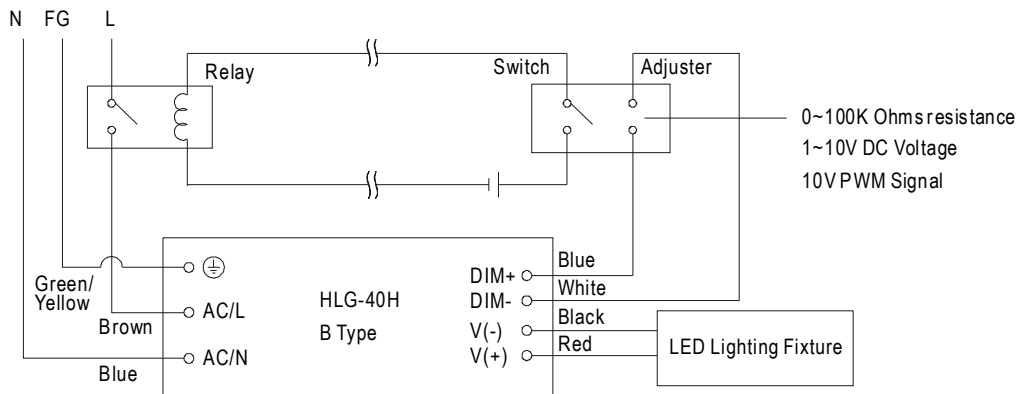 N FG L
Relay
Switch
Adjuster
0~100K Ohms resistance
1~10V DC Voltage
10V PWM Signal
Green/
Yellow
Brown
Blue
AC/L
AC/N
HLG-40H
B Type
DIM+
DIM-
V(-)
V(+)
Blue
White
Black
Red
LED Lighting Fixture